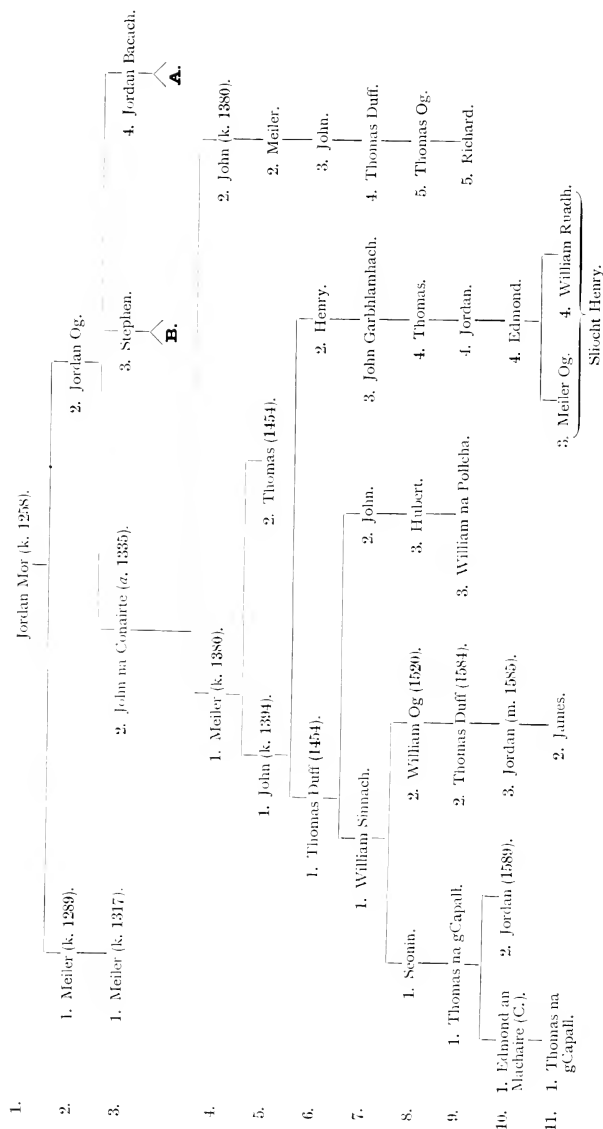 1. Jordan Mor (k. 1258).
2. 1. Meiler (k. 1289). 2. Jordan Og.
3. 1. Meiler (k. 1317). 2. John na Conairte (a. 1335). 3. Stephen. 4. Jordan Bacach.
B. A.
4. 1. Meiler (k. 1380). 2. John (k. 1380).
5. 1. John (k. 1394). 2. Thomas (1454). 2. Meiler.
6. 1. Thomas Duff (1454). 2. Henry. 3. John.
7. 1. William Sinnach. 2. John. 3. John Garbhlamhach. 4. Thomas Duff.
8. 1. Seonin. 2. William Og (1520). 3. Hubert. 4. Thomas. 5. Thomas Og.
9. 1. Thomas na gCapall. 2. Thomas Duff (1584). 3. William na Pollcha. 4. Jordan. 5. Richard.
10. 1. Edmond an 2. Jordan (1589). 3. Jordan (m. 1585). 4. Edmond.
Machaire (C.).
11. 1. Thomas na 2. James. 3. Meiler Og. 4. William Ruadh.
gCapall.
Sliocht Henry.